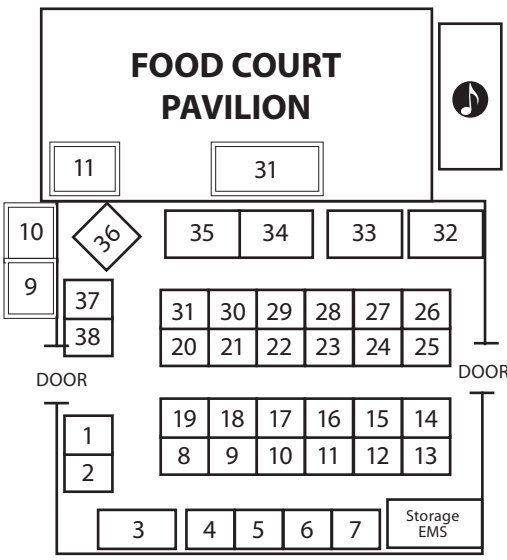 FOOD COURT
PAVILION
11 31
10 36 35 34 33 32
9 37
31 30 29 28 27 26
38 20 21 22 23 24 25
DOOR DOOR
1 19 18 17 16 15 14
2 8 9 10 11 12 13
3 4 5 6 7 Storage
EMS